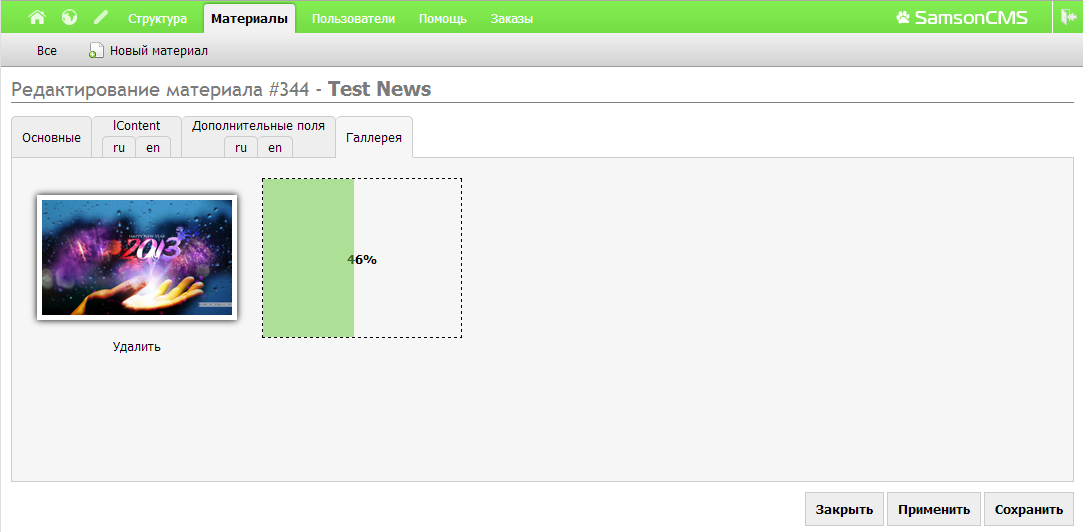 Структура Материалы Пользователи Помощь Заказы SamsonCMS
Все Новый материал
Редактирование материала #344 - Test News
Основные lContent Дополнительные поля Галлерея
ru en ru en
HAPPY NEW YEAR
2013
46%
Удалить
Закрыть Применить Сохранить